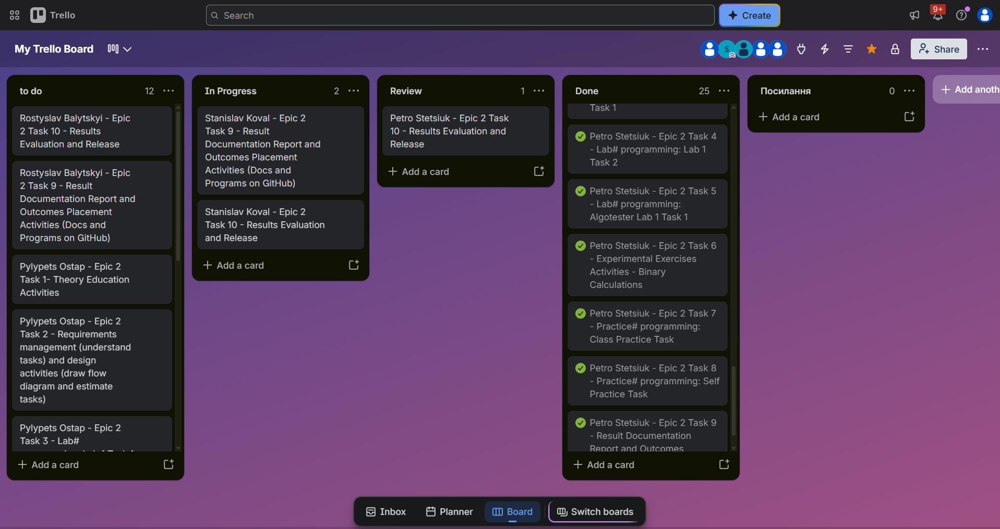 Trello
Search
Create
9+
My Trello Board
S
Share
to do
12
Rostyslav Balytskyi - Epic
2 Task 10 - Results
Evaluation and Release
Rostyslav Balytskyi - Epic
2 Task 9 - Result
Documentation Report and
Outcomes Placement
Activities (Docs and
Programs on GitHub)
Pylypets Ostap - Epic 2
Task 1- Theory Education
Activities
Pylypets Ostap - Epic 2
Task 2 - Requirements
management (understand
tasks) and design
activities (draw flow
diagram and estimate
tasks)
Pylypets Ostap - Epic 2
Task 3 - Lab#
Add a card
In Progress
2
Stanislav Koval - Epic 2
Task 9 - Result
Documentation Report and
Outcomes Placement
Activities (Docs and
Programs on GitHub)
Stanislav Koval - Epic 2
Task 10 - Results Evaluation
and Release
Add a card
Review
1
Petro Stetsiuk - Epic 2 Task
10 - Results Evaluation and
Release
Add a card
Done
25
Task 1
Petro Stetsiuk - Epic 2 Task 4
- Lab# programming: Lab 1
Task 2
Petro Stetsiuk - Epic 2 Task 5
- Lab# programming:
Algotester Lab 1 Task 1
Petro Stetsiuk - Epic 2 Task 6
- Experimental Exercises
Activities - Binary
Calculations
Petro Stetsiuk - Epic 2 Task 7
- Practice# programming:
Class Practice Task
Petro Stetsiuk - Epic 2 Task 8
- Practice# programming: Self
Practice Task
Petro Stetsiuk - Epic 2 Task 9
- Result Documentation
Report and Outcomes
Add a card
Посилання
0
Add a card
Add anoth
Inbox
Planner
Board
Switch boards